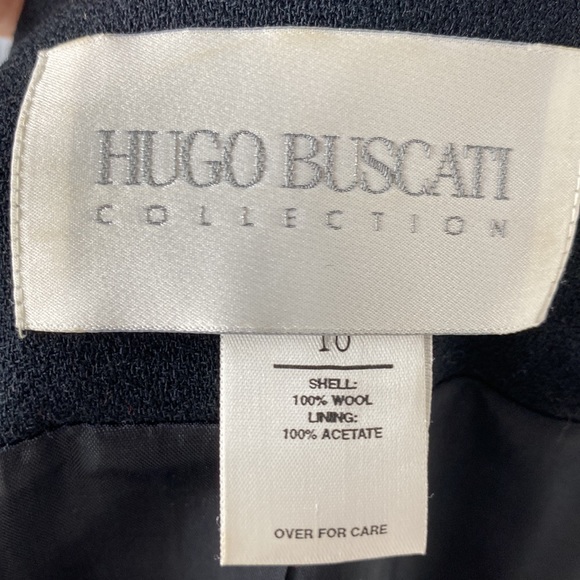 HUGO BUSCATI
COLLECTION
10
SHELL:
100% WOOL
LINING:
100% ACETATE
OVER FOR CARE